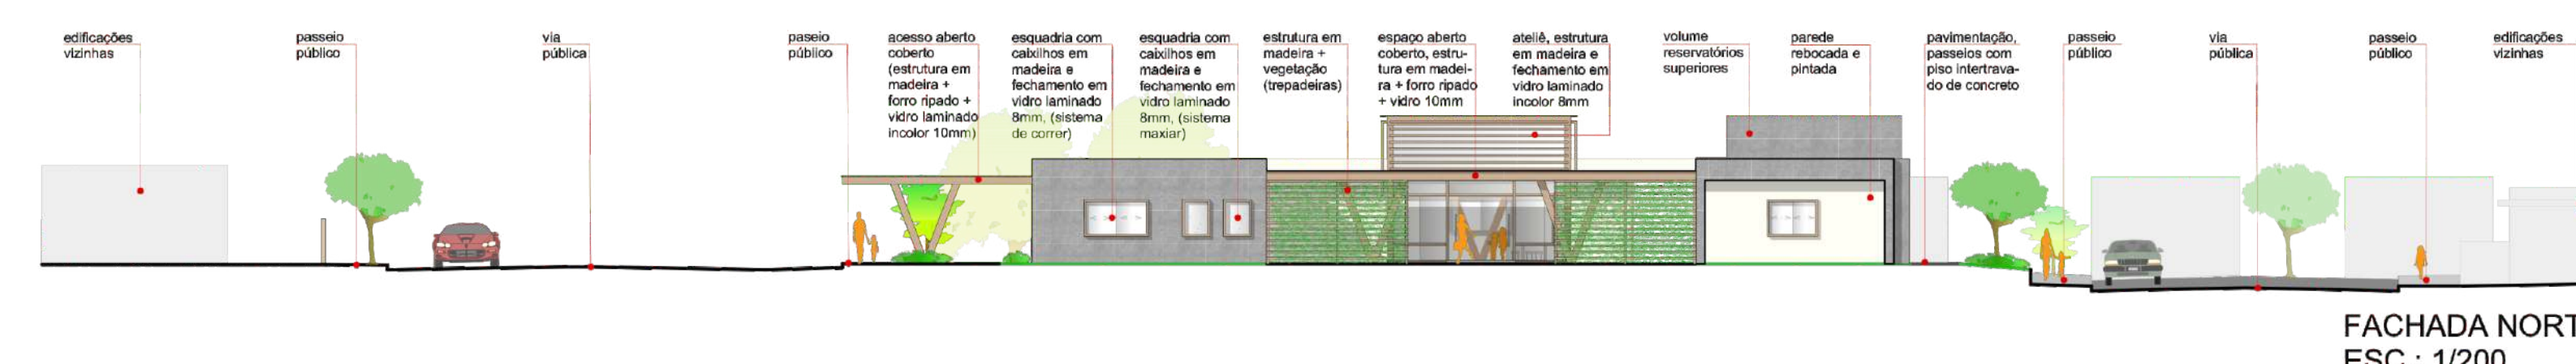 edificações
vizinhas
passeio
público
via
pública
paseio
público
acesso aberto
coberto
(estrutura em
madeira +
forro ripado +
vidro laminado
incolor 10mm)
esquadria com
caixilhos em
madeira e
fechamento em
vidro laminado
8mm, (sistema
de correr)
esquadria com
caixilhos em
madeira e
fechamento em
vidro laminado
8mm, (sistema
maxiar)
estrutura em
madeira +
vegetação
(trepadeiras)
espaço aberto
coberto, estru-
tura em madei-
ra + forro ripado
+ vidro 10mm
ateliê, estrutura
em madeira e
fechamento em
vidro laminado
incolor 8mm
volume
reservatórios
superiores
parede
rebocada e
pintada
pavimentação,
passeios com
piso intertrava-
do de concreto
passeio
público
via
pública
passeio
público
edificações
vizinhas
FACHADA NORT
ESC.: 1/200